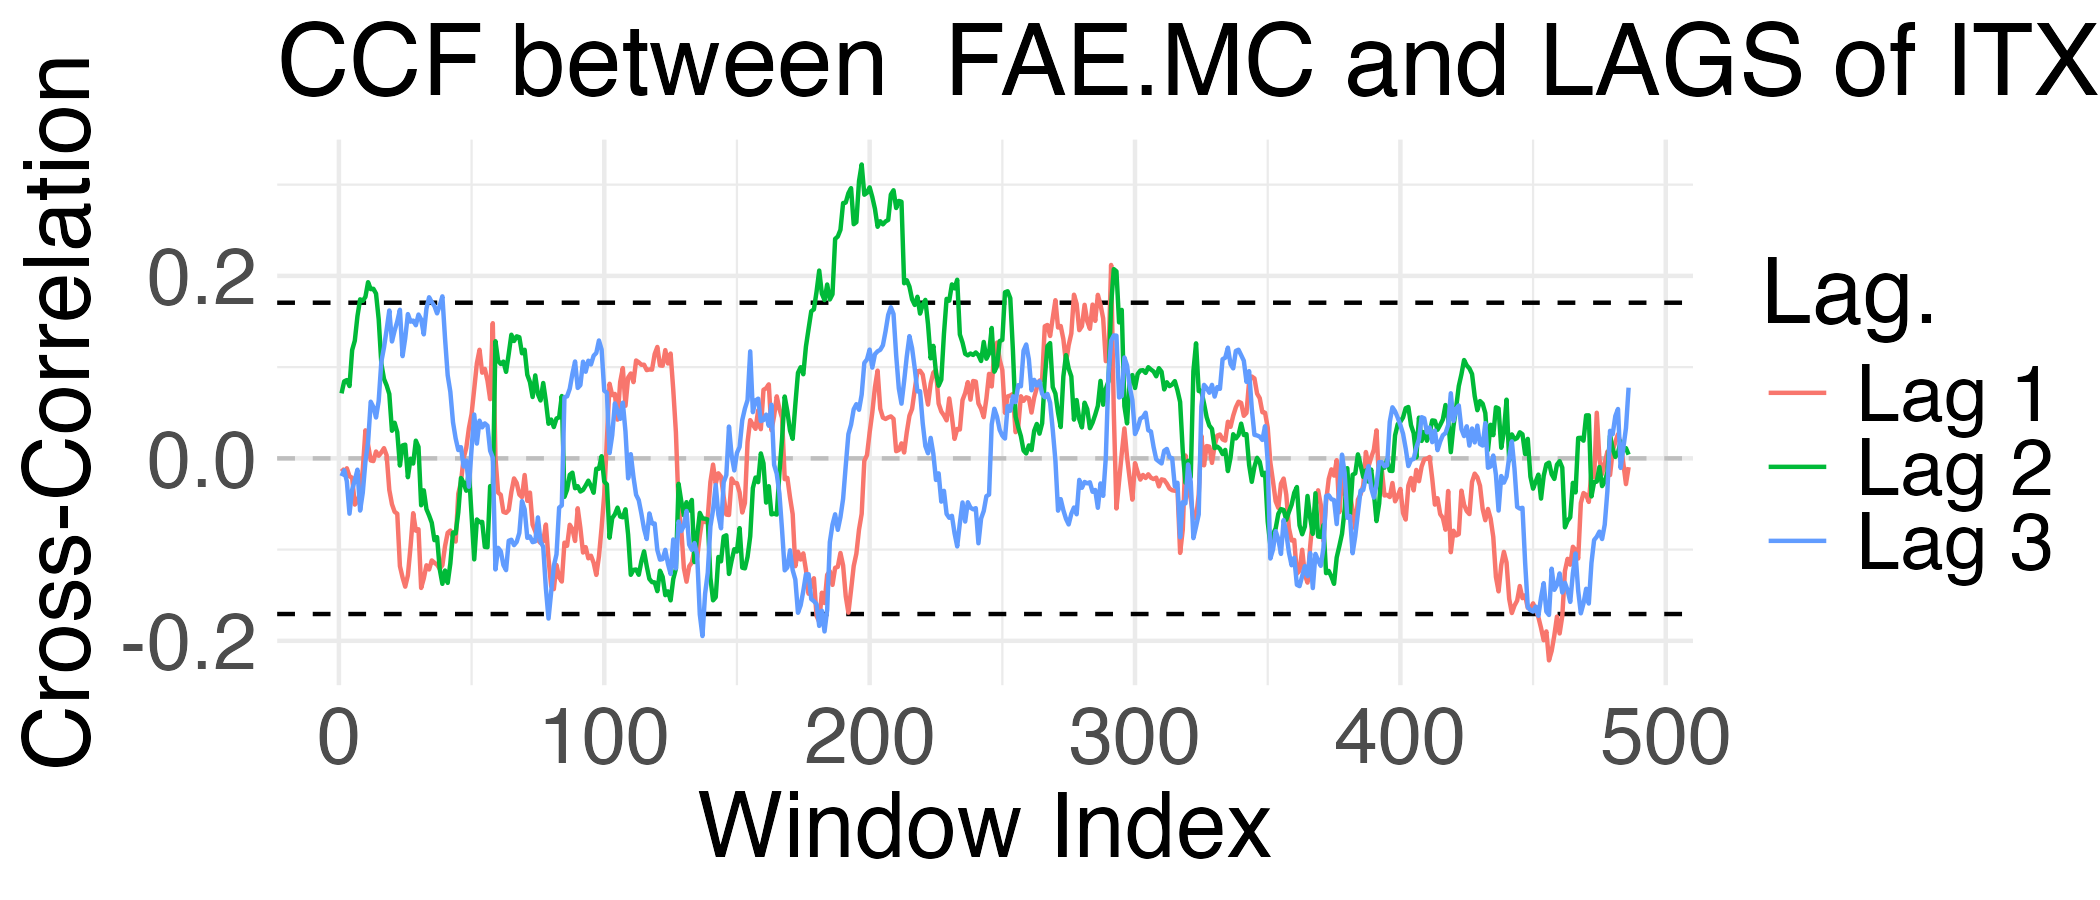 CCF between  FAE.MC and LAGS of ITX
Cross-Correlation
0.2
0.0
-0.2
0 100 200 300 400 500
Window Index
Lag.
Lag 1
Lag 2
Lag 3